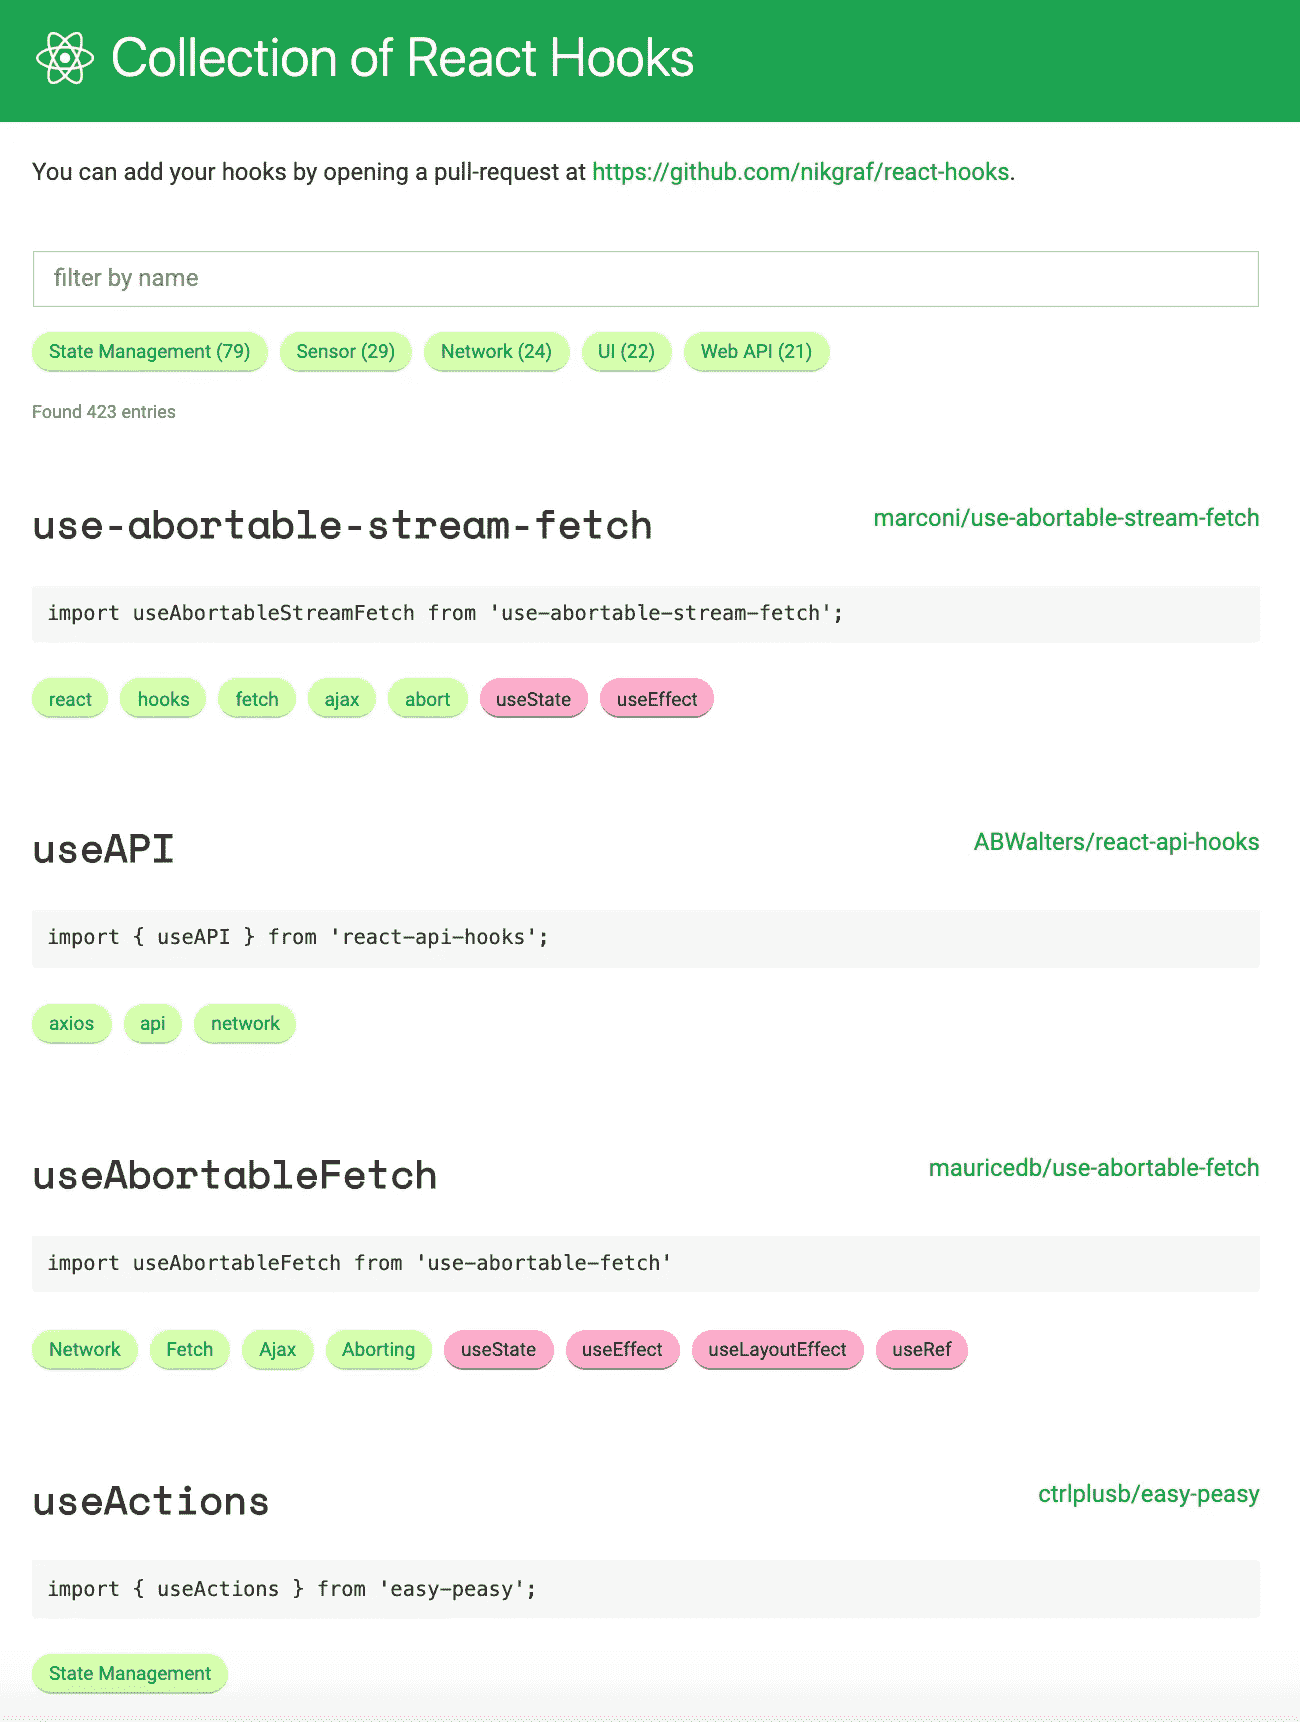 Collection of React Hooks
You can add your hooks by opening a pull-request at https://github.com/nikgraf/react-hooks.
filter by name
State Management (79) Sensor (29) Network (24) UI (22) Web API (21)
Found 423 entries
use-abortable-stream-fetch marconi/use-abortable-stream-fetch
import useAbortableStreamFetch from 'use-abortable-stream-fetch';
react hooks fetch ajax abort useState useEffect
useAPI ABWalters/react-api-hooks
import { useAPI } from 'react-api-hooks';
axios api network
useAbortableFetch mauricedb/use-abortable-fetch
import useAbortableFetch from 'use-abortable-fetch'
Network Fetch Ajax Aborting useState useEffect useLayoutEffect useRef
useActions ctrlplusb/easy-peasy
import { useActions } from 'easy-peasy';
State Management